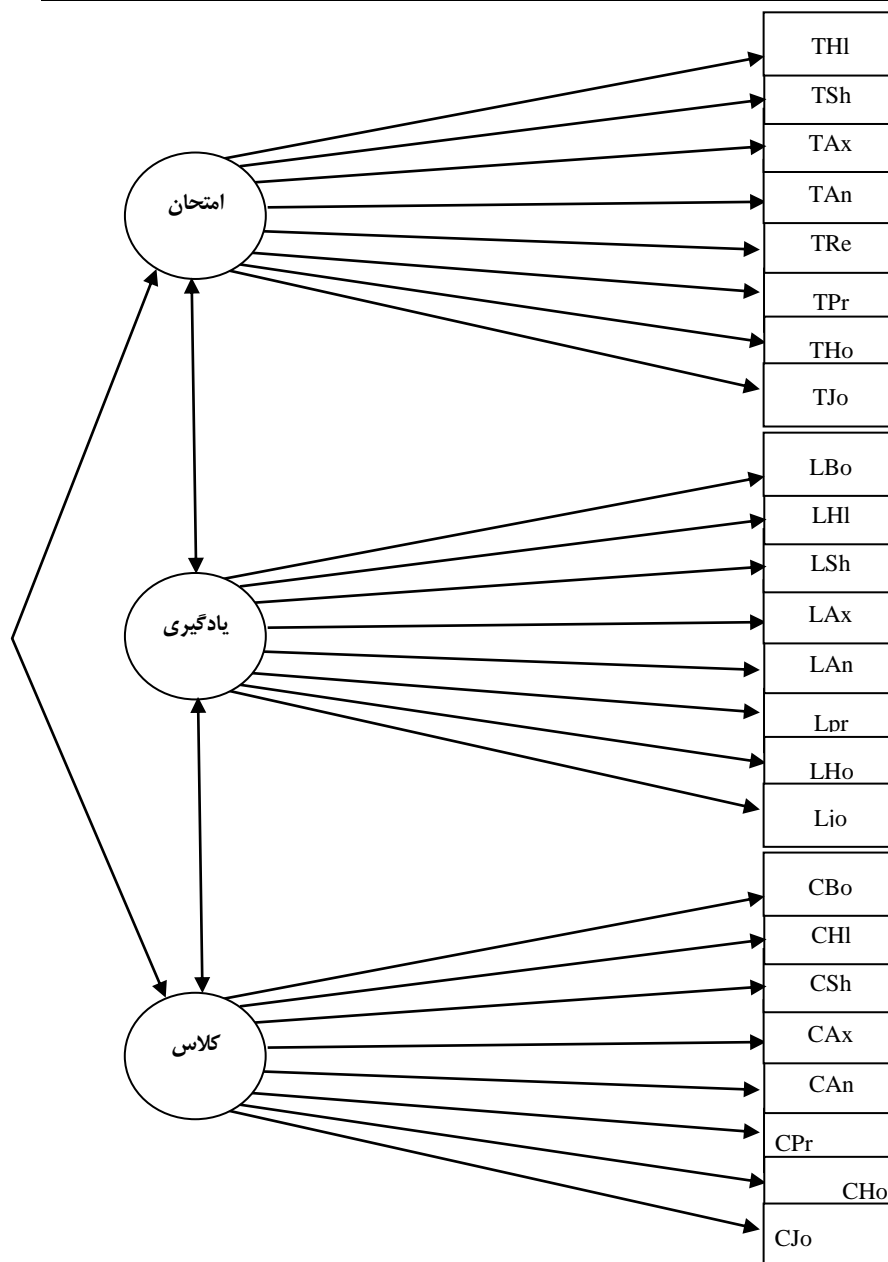 THl
TSh
TAx
امتحان
TAn
TRe
TPr
THo
TJo
LBo
LHl
LSh
یادگیری
LAx
LAn
Lpr
LHo
Ljo
CBo
CHl
CSh
کلاس
CAx
CAn
CPr
CHo
CJo